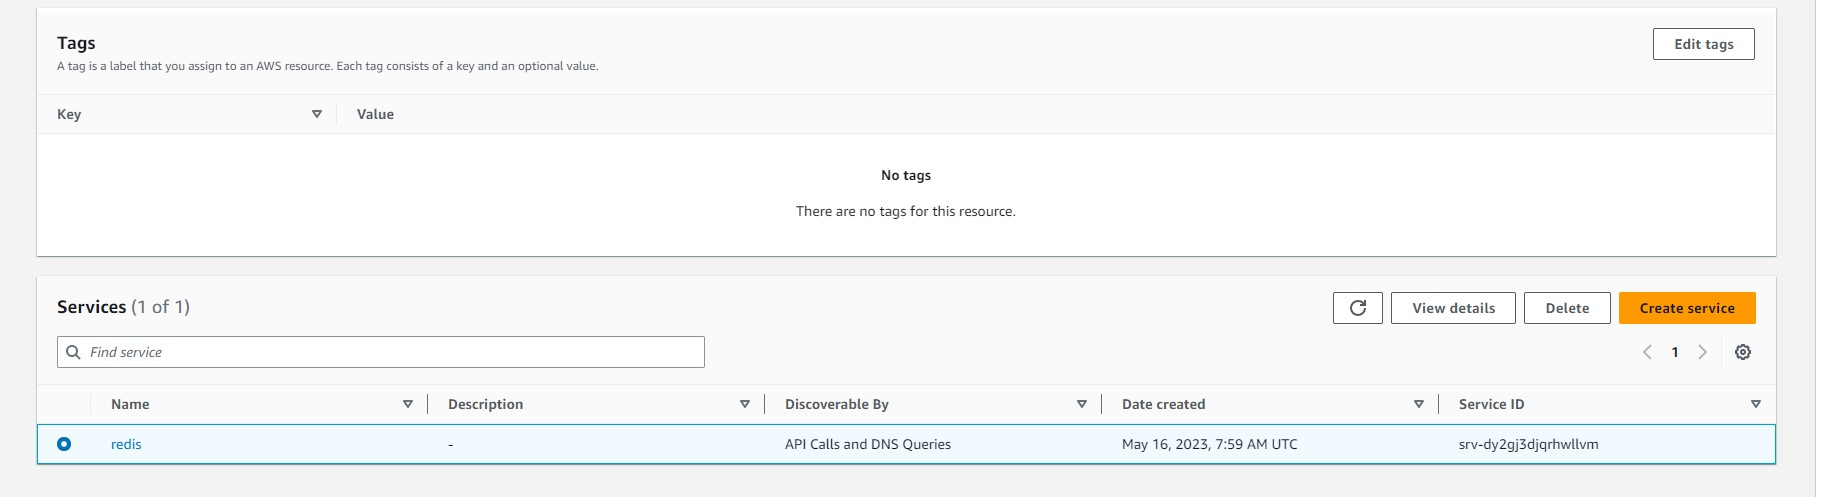 Tags
Edit tags
A tag is a label that you assign to an AWS resource. Each tag consists of a key and an optional value.
Key Value
No tags
There are no tags for this resource.
Services (1 of 1)
View details Delete Create service
Find service
1
Name Description Discoverable By Date created Service ID
redis - API Calls and DNS Queries May 16, 2023, 7:59 AM UTC srv-dy2gj3djqrhwllvm